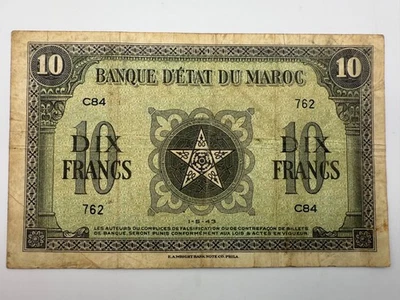 10 BANQUE D'ÉTAT DU MAROC 10
C84 762
10 10
DIX FRANCS DIX FRANCS
762 C84
1-5-43
LES AUTEURS OU COMPLICES DE FALSIFICATION OU DE CONTREFAÇON DE BILLETS
DE BANQUE, SERONT PUNIS CONFORMÉMENT AUX LOIS & ACTES EN VIGUEUR
E.A.WRIGHT BANK NOTE CO. PHILA.